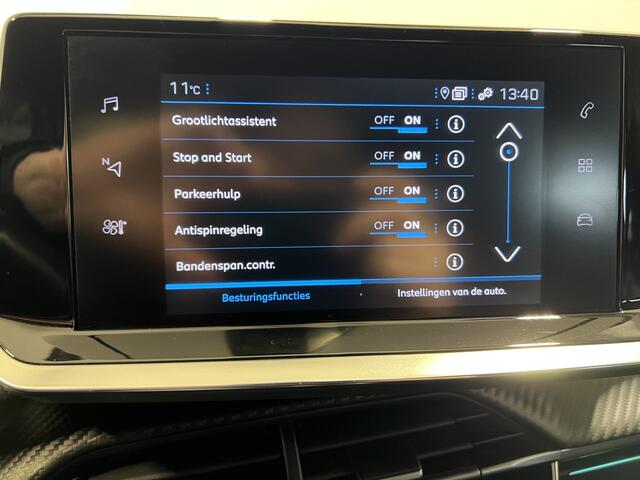 11°C 13:40
Grootlichtassistent OFF ON i
Stop and Start OFF ON i
N
Parkeerhulp OFF ON i
Antispinregeling OFF ON i
Bandenspan.contr. i
Besturingsfuncties Instellingen van de auto.